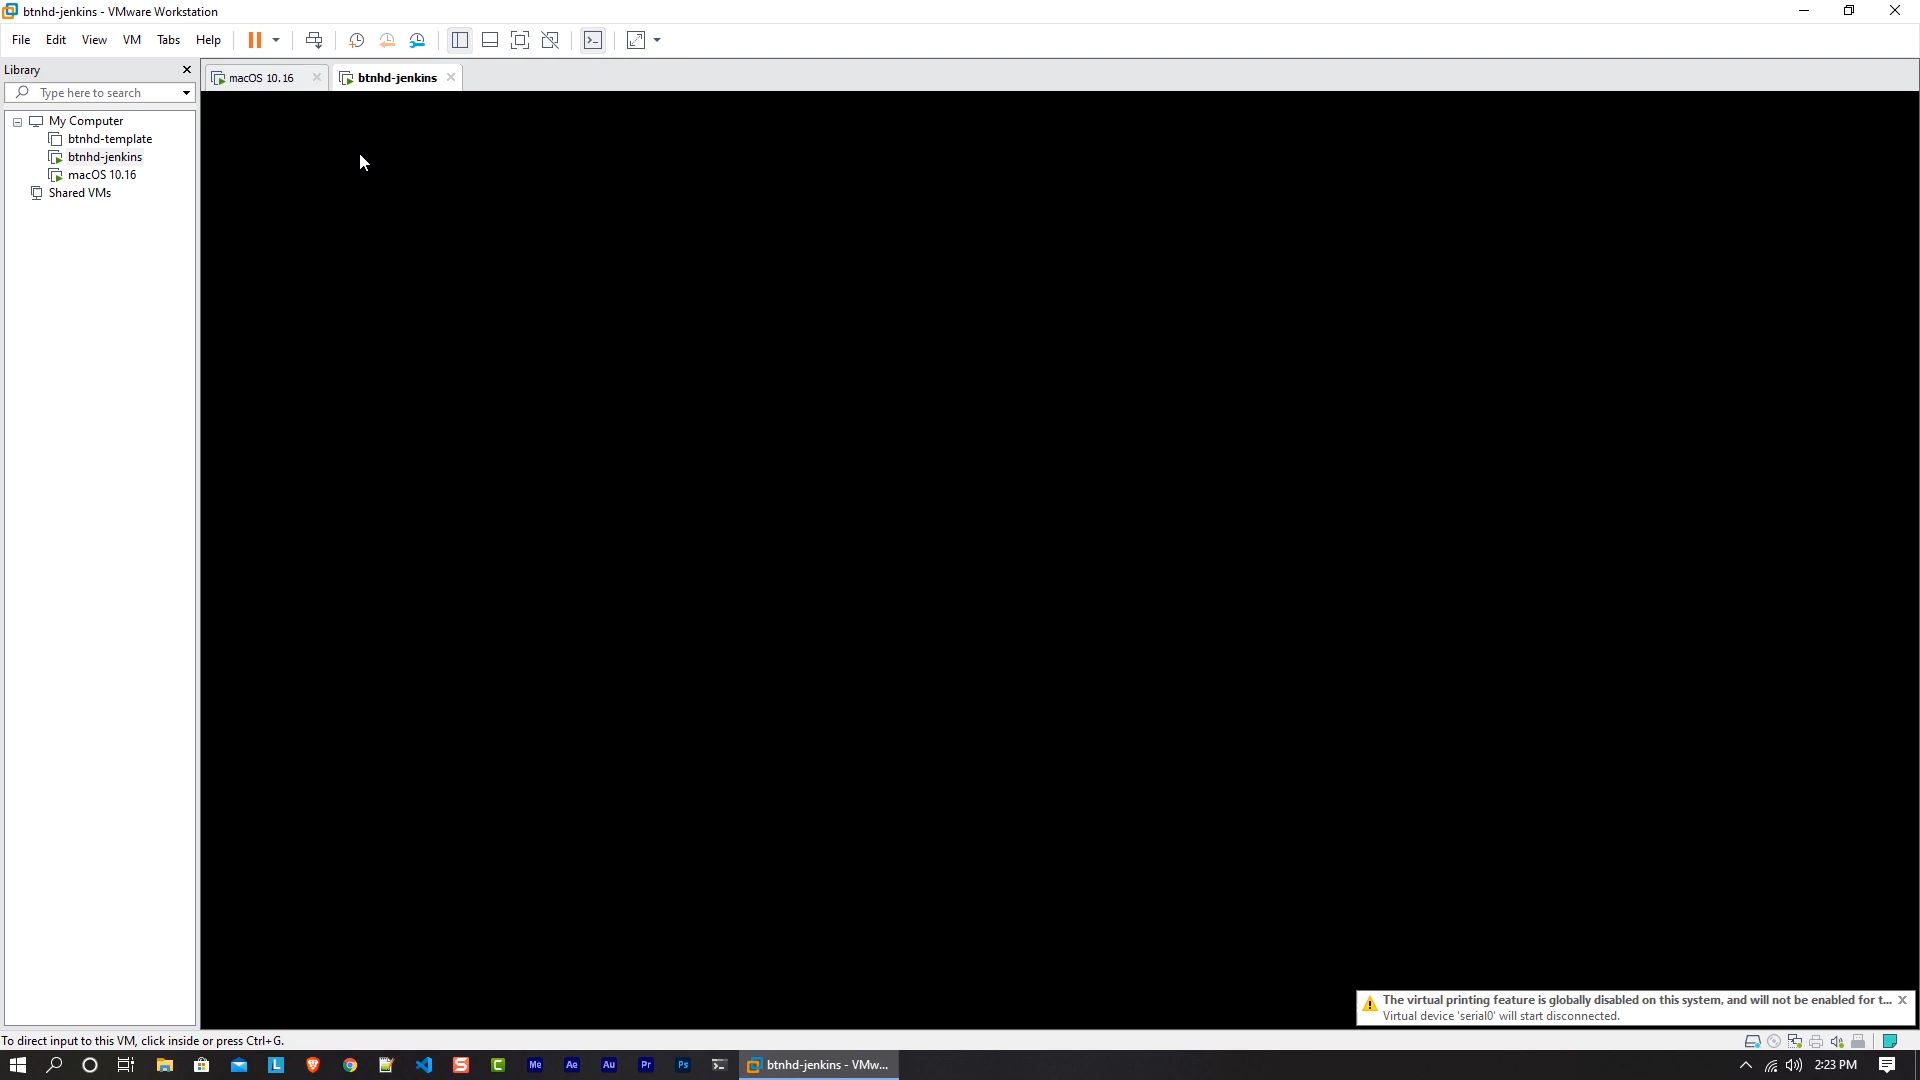 btnhd-jenkins - VMware Workstation
File Edit View VM Tabs Help
Library
macOS 10.16
btnhd-jenkins
Type here to search
My Computer
btnhd-template
btnhd-jenkins
macOS 10.16
Shared VMs
The virtual printing feature is globally disabled on this system, and will not be enabled for t...
Virtual device 'serial0' will start disconnected.
To direct input to this VM, click inside or press Ctrl+G.
L
S
C
Me
Ae
Au
Pr
Ps
btnhd-jenkins - VMw...
2:23 PM